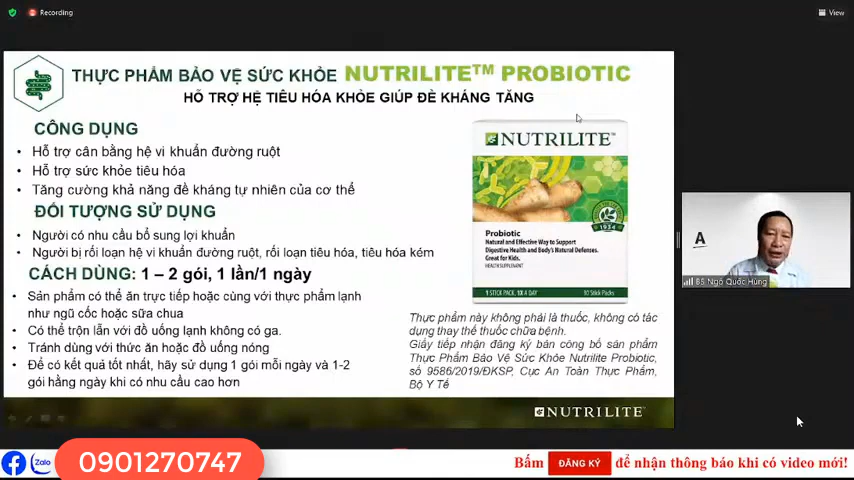 Recording
View
THỰC PHẨM BẢO VỆ SỨC KHỎE NUTRILITE™ PROBIOTIC
HỖ TRỢ HỆ TIÊU HÓA KHỎE GIÚP ĐỀ KHÁNG TĂNG
CÔNG DỤNG
• Hỗ trợ cân bằng hệ vi khuẩn đường ruột
• Hỗ trợ sức khỏe tiêu hóa
• Tăng cường khả năng đề kháng tự nhiên của cơ thể
ĐỐI TƯỢNG SỬ DỤNG
• Người có nhu cầu bổ sung lợi khuẩn
• Người bị rối loạn hệ vi khuẩn đường ruột, rối loạn tiêu hóa, tiêu hóa kém
CÁCH DÙNG: 1 – 2 gói, 1 lần/1 ngày
• Sản phẩm có thể ăn trực tiếp hoặc cùng với thực phẩm lạnh
như ngũ cốc hoặc sữa chua
• Có thể trộn lẫn với đồ uống lạnh không có ga.
• Tránh dùng với thức ăn hoặc đồ uống nóng
• Để có kết quả tốt nhất, hãy sử dụng 1 gói mỗi ngày và 1-2
gói hằng ngày khi có nhu cầu cao hơn
NUTRILITE™
1934
Probiotic
Natural and Effective Way to Support
Digestive Health and Body's Natural Defenses.
Great for Kids.
HEALTH SUPPLEMENT
1 STICK PACK, 1X A DAY
90 Stick Packs
Thực phẩm này không phải là thuốc, không có tác
dụng thay thế thuốc chữa bệnh.
Giấy tiếp nhận đăng ký bản công bố sản phẩm
Thực Phẩm Bảo Vệ Sức Khỏe Nutrilite Probiotic,
số 9586/2019/ĐKSP, Cục An Toàn Thực Phẩm,
Bộ Y Tế
NUTRILITE™
A
BS Ngô Quốc Hùng
Zalo
0901270747
Bấm ĐĂNG KÝ để nhận thông báo khi có video mới!